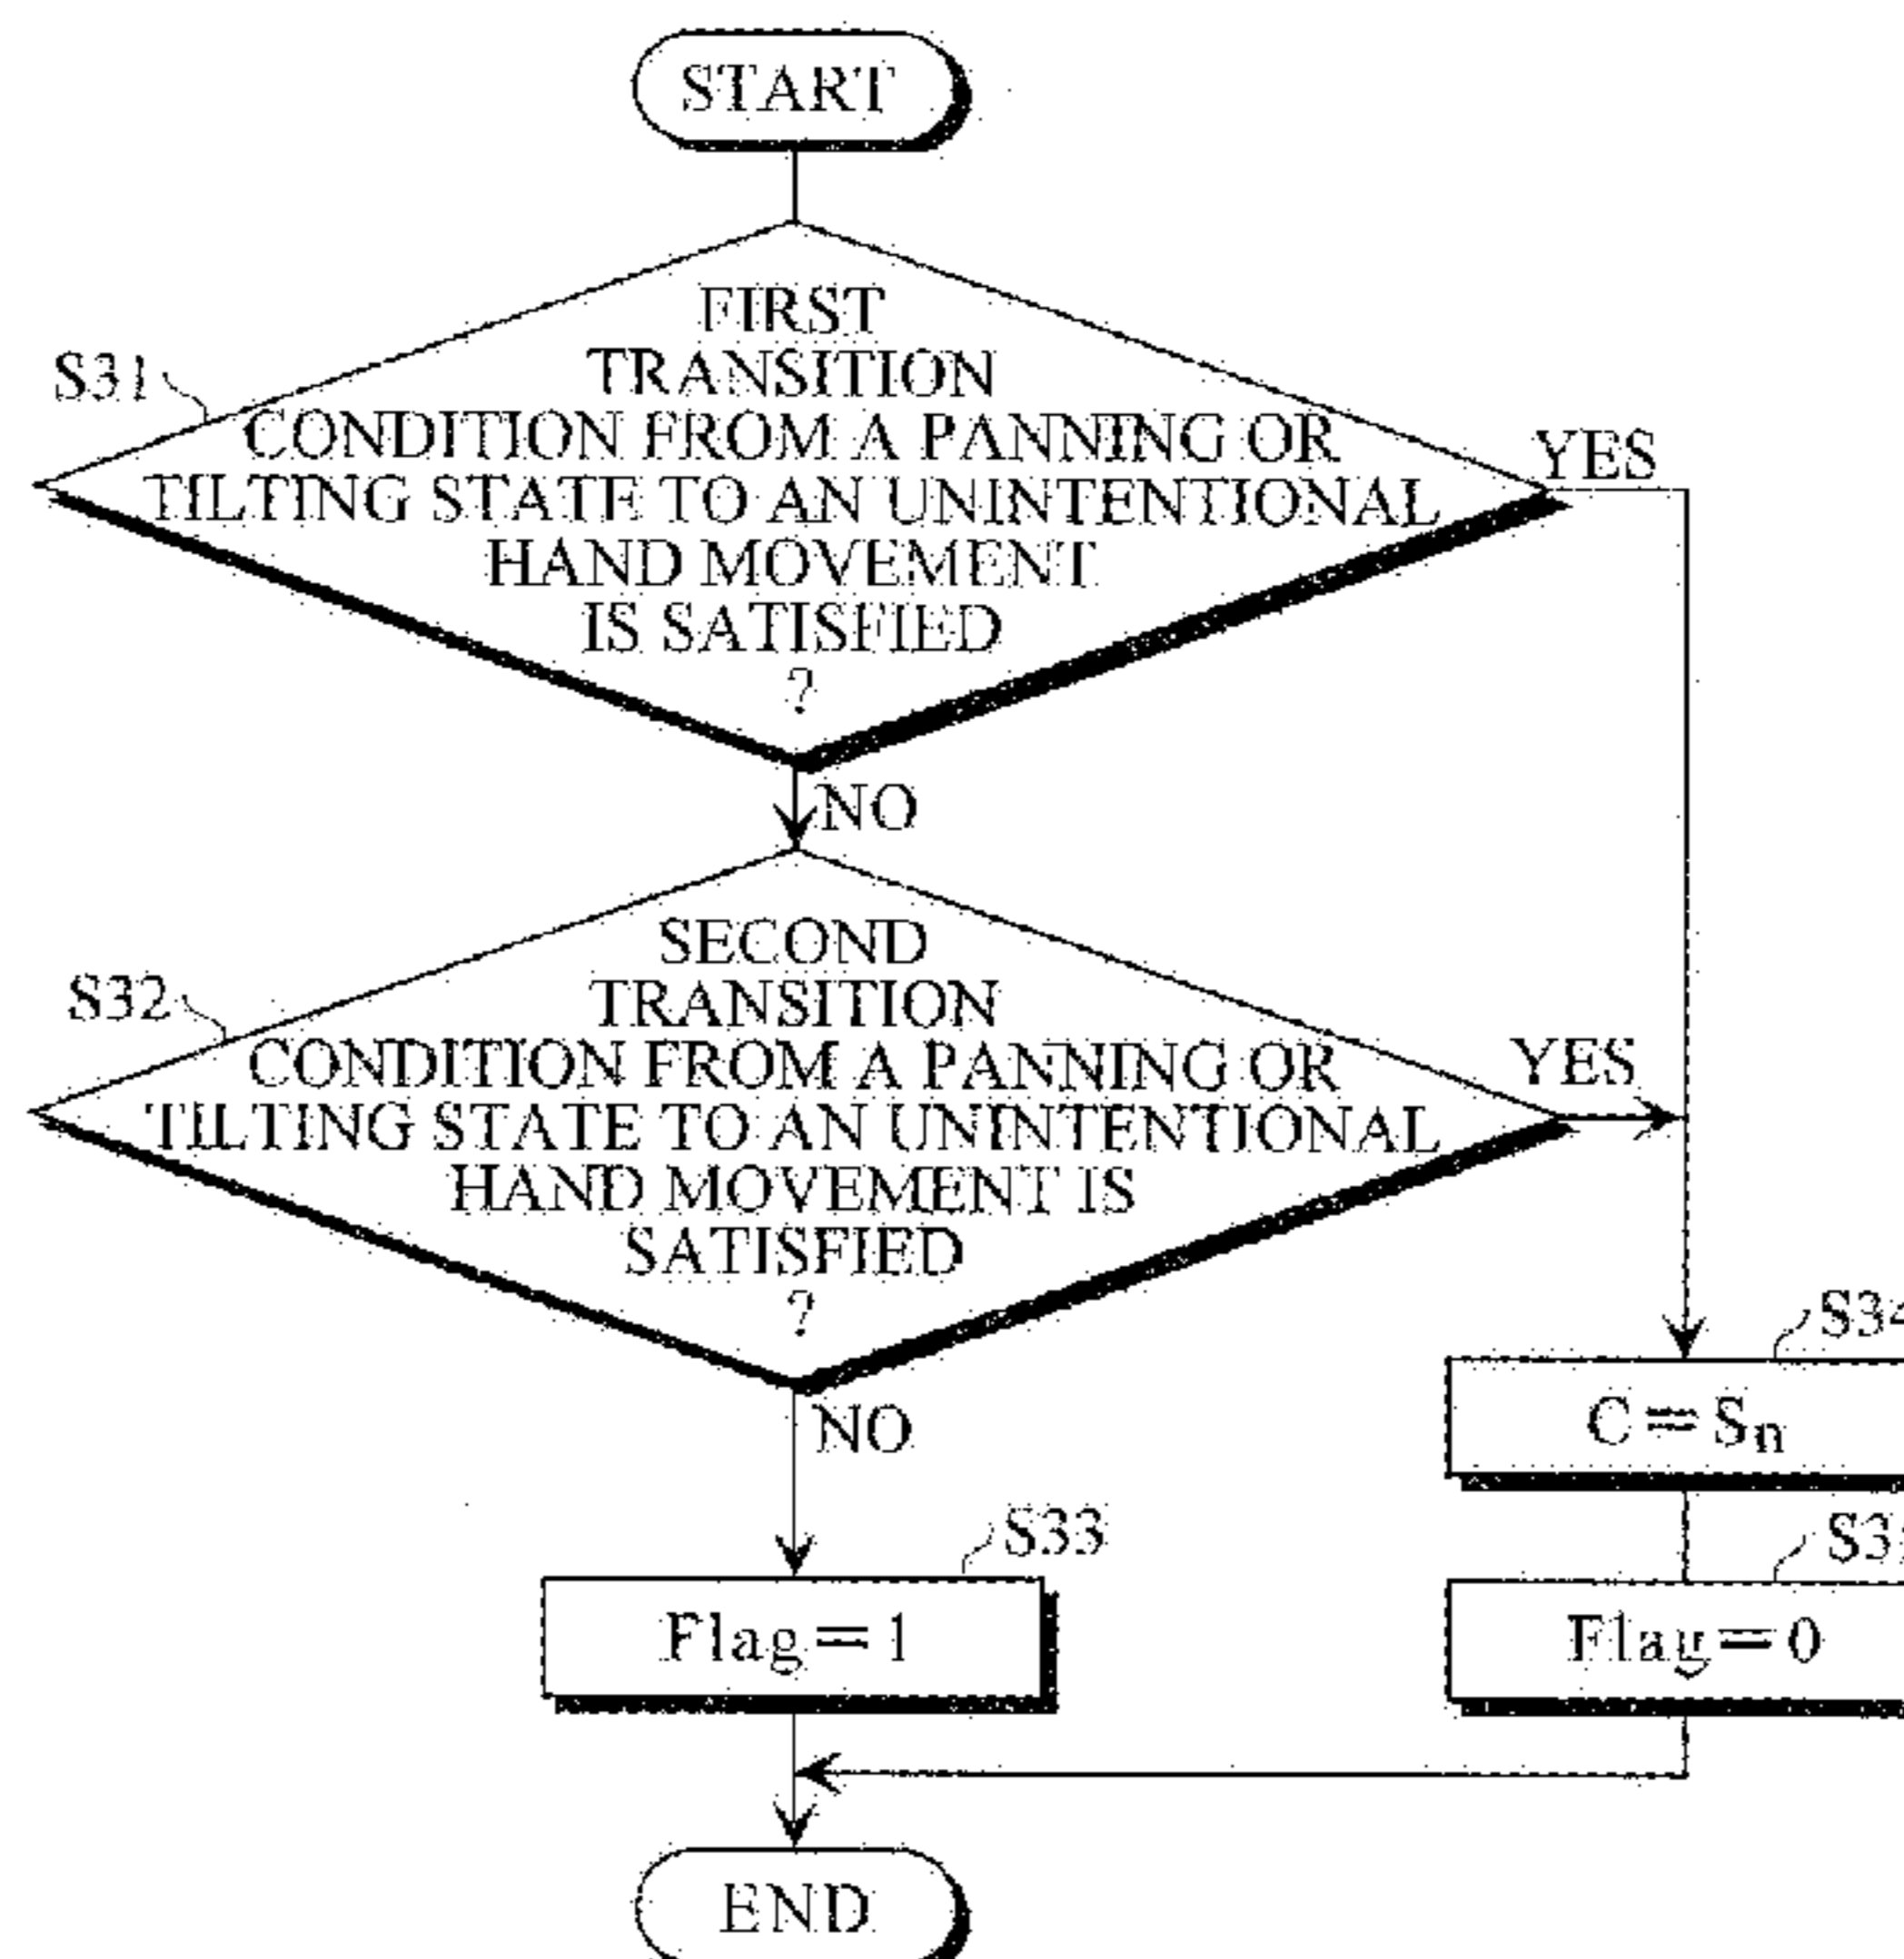 START
S31
FIRST
TRANSITION
CONDITION FROM A PANNING OR
TILTING STATE TO AN UNINTENTIONAL
HAND MOVEMENT
IS SATISFIED
?
YES
NO
S32
SECOND
TRANSITION
CONDITION FROM A PANNING OR
TILTING STATE TO AN UNINTENTIONAL
HAND MOVEMENT IS
SATISFIED
?
YES
NO
S34
C=Sn
S33
Flag=1
Flag=0
END